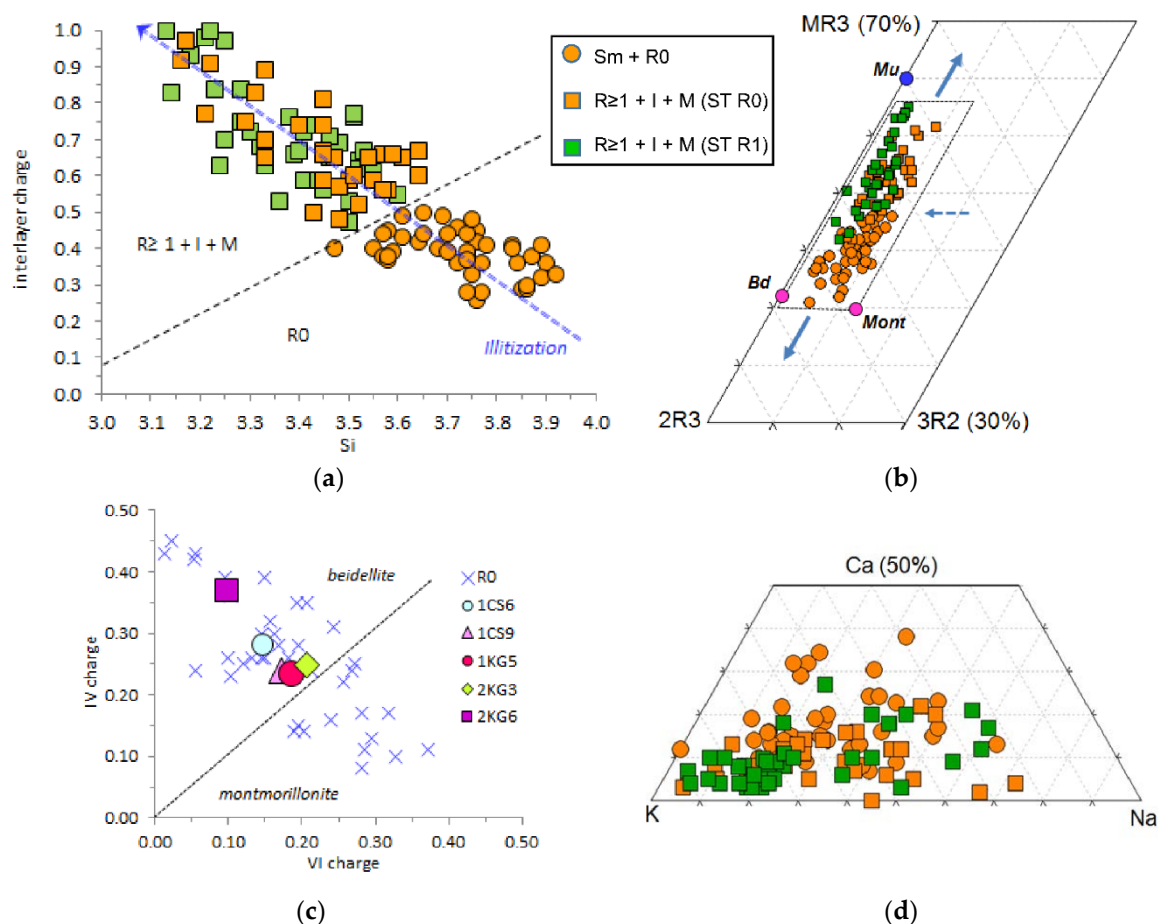 1.0
0.9
0.8
0.7
0.6
0.5
0.4
0.3
0.2
0.1
0.0
interlayer charge
R≥ 1 + I + M
R0
Illitization
3.0 3.1 3.2 3.3 3.4 3.5 3.6 3.7 3.8 3.9 4.0
Si
(a)
Sm + R0
R≥1 + I + M (ST R0)
R≥1 + I + M (ST R1)
MR3 (70%)
Mu
Bd
Mont
2R3
3R2 (30%)
(b)
0.50
0.40
0.30
0.20
0.10
0.00
IV charge
beidellite
montmorillonite
R0
1CS6
1CS9
1KG5
2KG3
2KG6
0.00 0.10 0.20 0.30 0.40 0.50
VI charge
(c)
Ca (50%)
K
Na
(d)